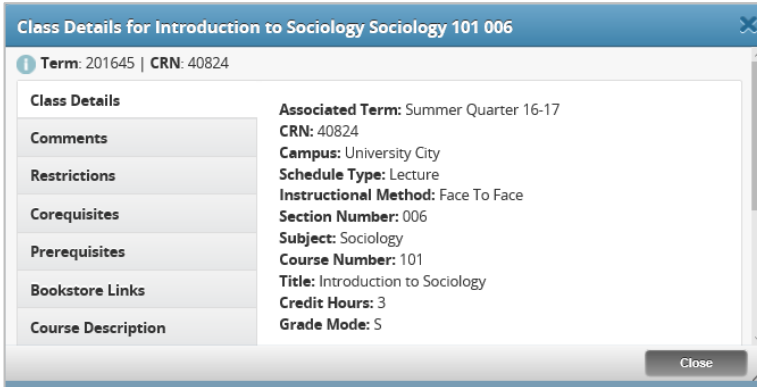 Class Details for Introduction to Sociology Sociology 101 006
Term: 201645 | CRN: 40824
Class Details
Comments
Restrictions
Corequisites
Prerequisites
Bookstore Links
Course Description
Associated Term: Summer Quarter 16-17
CRN: 40824
Campus: University City
Schedule Type: Lecture
Instructional Method: Face To Face
Section Number: 006
Subject: Sociology
Course Number: 101
Title: Introduction to Sociology
Credit Hours: 3
Grade Mode: S
Close